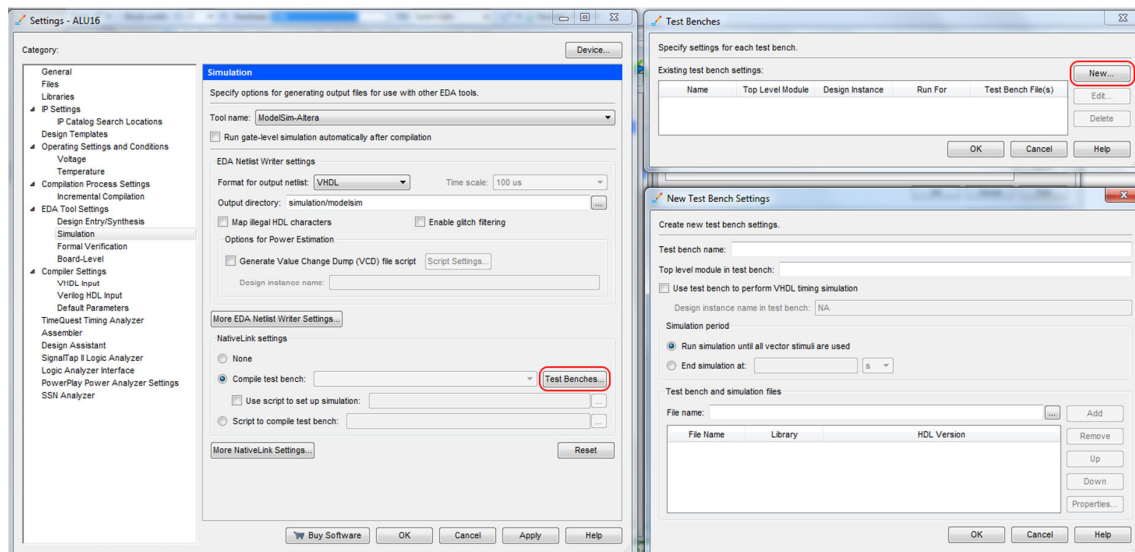 Settings - ALU16
Category:
Device...
General
Files
Libraries
IP Settings
IP Catalog Search Locations
Design Templates
Operating Settings and Conditions
Voltage
Temperature
Compilation Process Settings
Incremental Compilation
EDA Tool Settings
Design Entry/Synthesis
Simulation
Formal Verification
Board-Level
Compiler Settings
VHDL Input
Verilog HDL Input
Default Parameters
TimeQuest Timing Analyzer
Assembler
Design Assistant
SignalTap II Logic Analyzer
Logic Analyzer Interface
PowerPlay Power Analyzer Settings
SSN Analyzer
Simulation
Specify options for generating output files for use with other EDA tools.
Tool name: ModelSim-Altera
Run gate-level simulation automatically after compilation
EDA Netlist Writer settings
Format for output netlist: VHDL Time scale: 100 us
Output directory: simulation/modelsim ...
Map illegal HDL characters Enable glitch filtering
Options for Power Estimation
Generate Value Change Dump (VCD) file script Script Settings...
Design instance name:
More EDA Netlist Writer Settings...
NativeLink settings
None
Compile test bench: Test Benches...
Use script to set up simulation: ...
Script to compile test bench: ...
More NativeLink Settings... Reset
Buy Software OK Cancel Apply Help
Test Benches
Specify settings for each test bench.
Existing test bench settings:
New...
Name Top Level Module Design Instance Run For Test Bench File(s)
Edit...
Delete
OK Cancel Help
New Test Bench Settings
Create new test bench settings.
Test bench name:
Top level module in test bench:
Use test bench to perform VHDL timing simulation
Design instance name in test bench: NA
Simulation period
Run simulation until all vector stimuli are used
End simulation at: s
Test bench and simulation files
File name: ... Add
File Name Library HDL Version
Remove
Up
Down
Properties...
OK Cancel Help